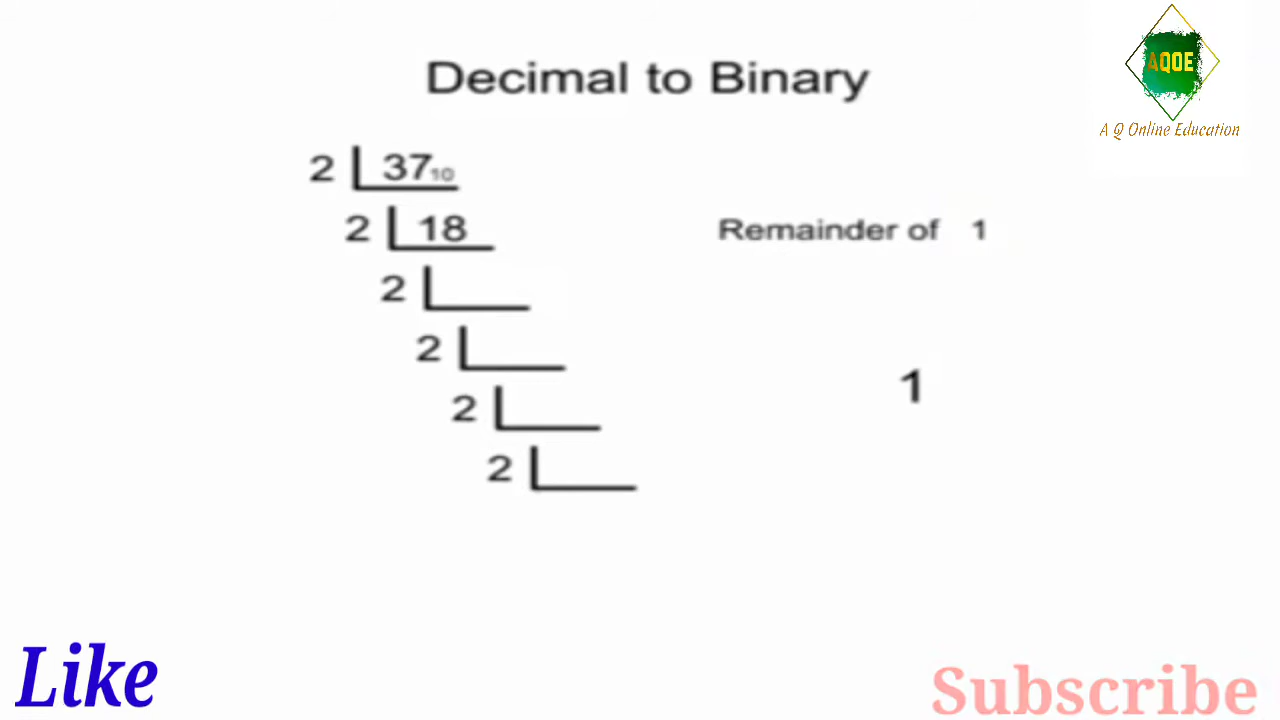 Decimal to Binary
AQOE
A Q Online Education
2 37₁₀
2 18 Remainder of 1
2
2
1
2
2
Like
Subscribe